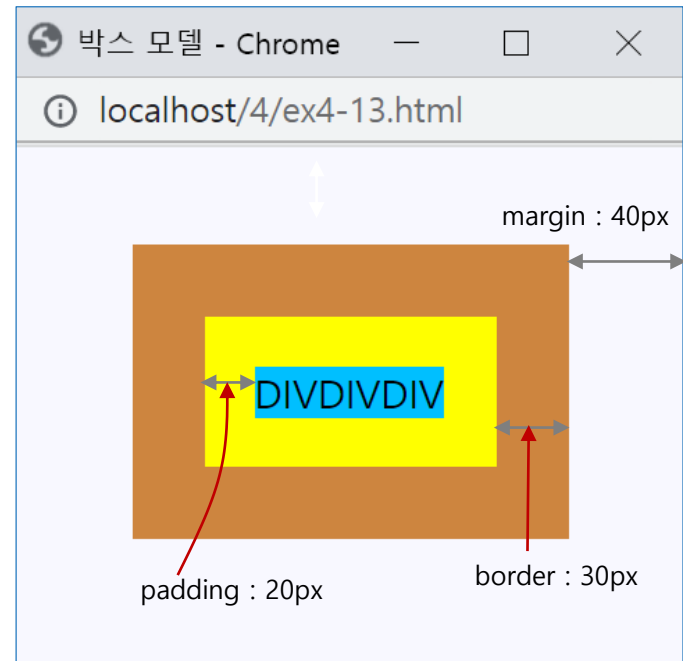 박스 모델 - Chrome
localhost/4/ex4-13.html
margin : 40px
DIVDIVDIV
border : 30px
padding : 20px